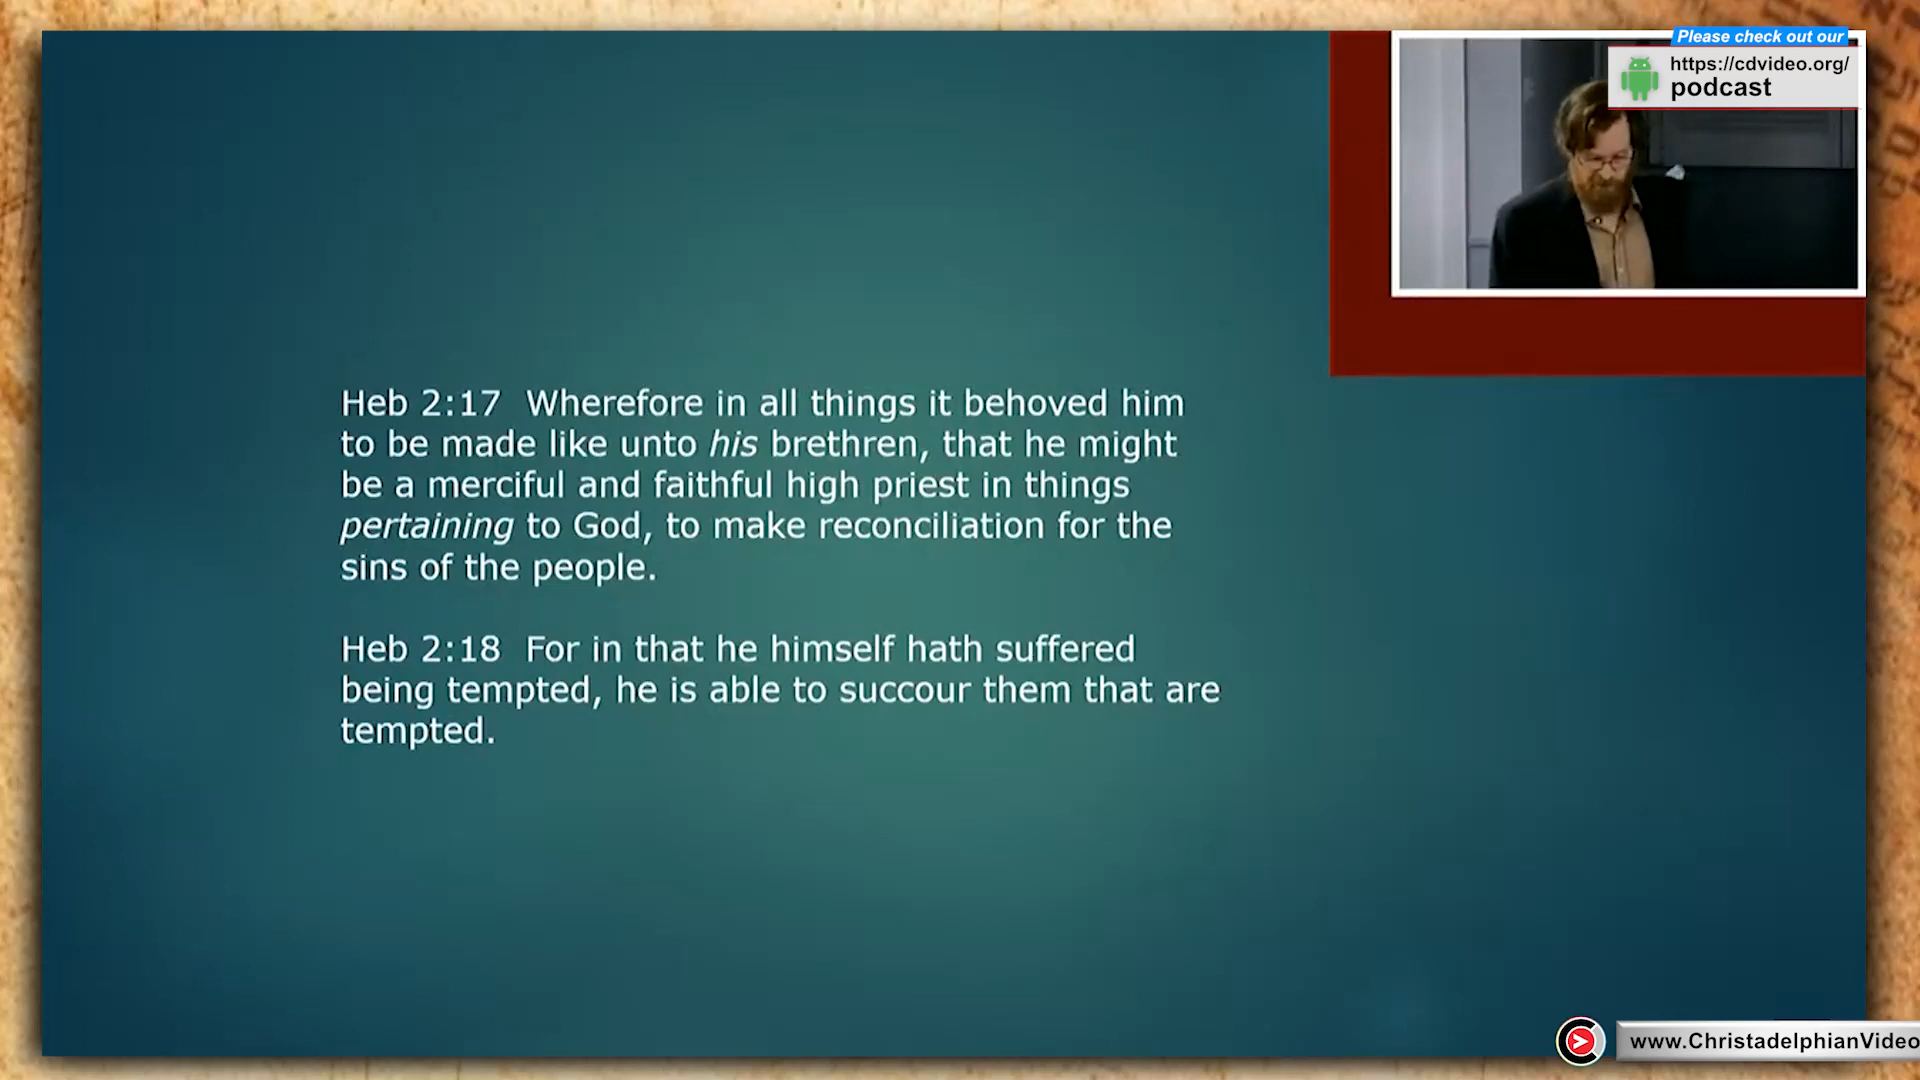 Please check out our
https://cdvideo.org/
podcast
Heb 2:17  Wherefore in all things it behoved him
to be made like unto his brethren, that he might
be a merciful and faithful high priest in things
pertaining to God, to make reconciliation for the
sins of the people.
Heb 2:18  For in that he himself hath suffered
being tempted, he is able to succour them that are
tempted.
www.ChristadelphianVideo